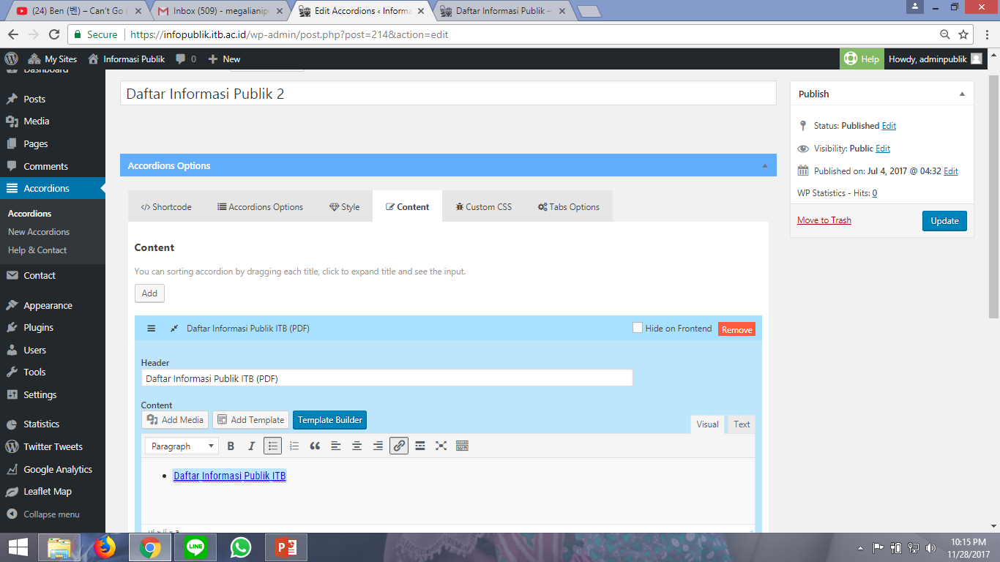 (24) Ben (벤) – Can't Go (
Inbox (509) - megalianipu
Edit Accordions ‹ Informa
Daftar Informasi Publik –
Secure
https://infopublik.itb.ac.id/wp-admin/post.php?post=214&action=edit
My Sites
Informasi Publik
0
New
Help
Howdy, adminpublik
Dashboard
Posts
Media
Pages
Comments
Accordions
Accordions
New Accordions
Help & Contact
Contact
Appearance
Plugins
Users
Tools
Settings
Statistics
Twitter Tweets
Google Analytics
Leaflet Map
Collapse menu
Daftar Informasi Publik 2
Accordions Options
</> Shortcode
Accordions Options
Style
Content
Custom CSS
Tabs Options
Content
You can sorting accordion by dragging each title, click to expand title and see the input.
Add
Daftar Informasi Publik ITB (PDF)
Hide on Frontend
Remove
Header
Daftar Informasi Publik ITB (PDF)
Content
Add Media
Add Template
Template Builder
Visual
Text
Paragraph
B
I
• Daftar Informasi Publik ITB
ul » li » a
Publish
Status: Published Edit
Visibility: Public Edit
Published on: Jul 4, 2017 @ 04:32 Edit
WP Statistics - Hits: 0
Move to Trash
Update
LINE
10:15 PM
11/28/2017